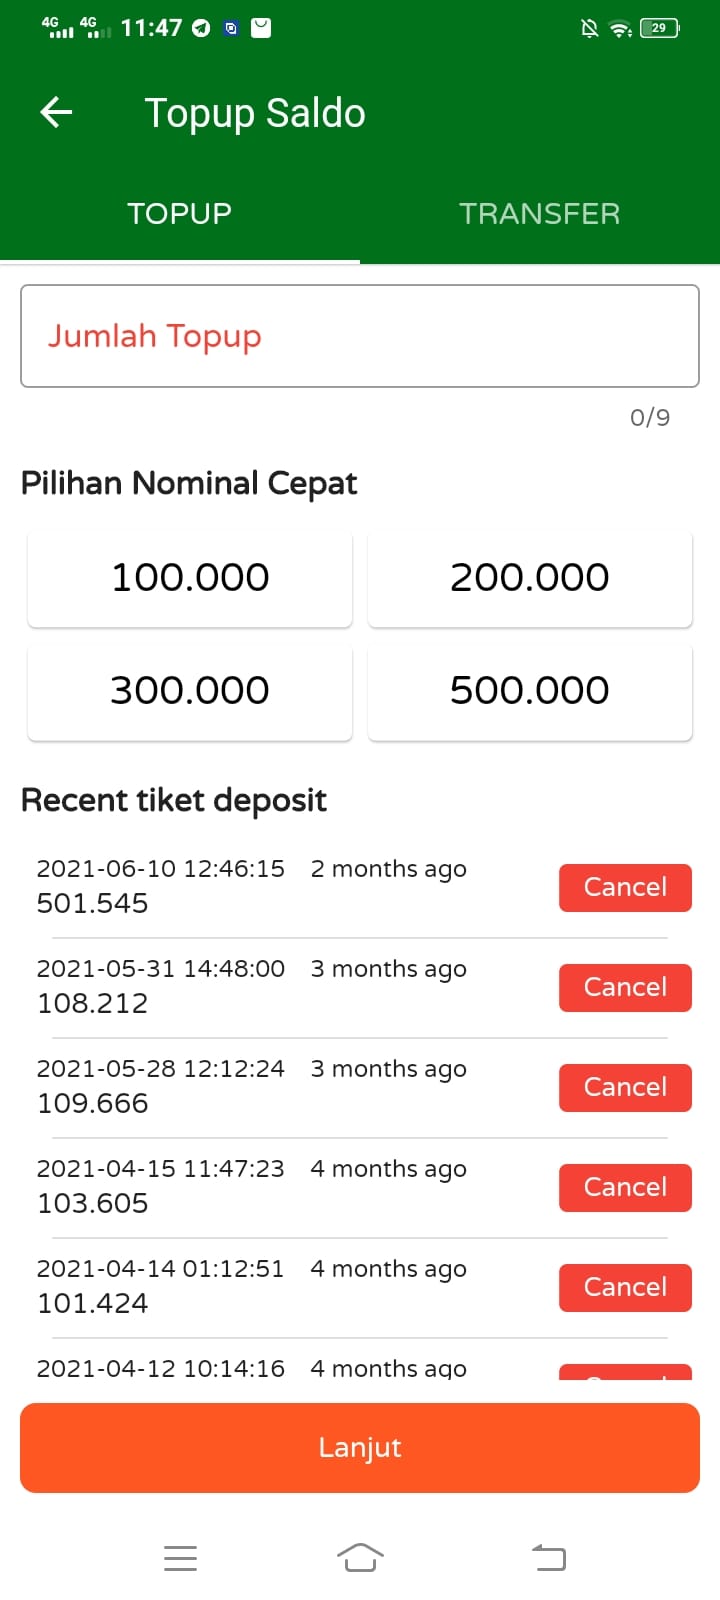 4G 4G 11:47 29
Topup Saldo
TOPUP TRANSFER
Jumlah Topup
0/9
Pilihan Nominal Cepat
100.000 200.000
300.000 500.000
Recent tiket deposit
2021-06-10 12:46:15 2 months ago
501.545 Cancel
2021-05-31 14:48:00 3 months ago
108.212 Cancel
2021-05-28 12:12:24 3 months ago
109.666 Cancel
2021-04-15 11:47:23 4 months ago
103.605 Cancel
2021-04-14 01:12:51 4 months ago
101.424 Cancel
2021-04-12 10:14:16 4 months ago
Lanjut